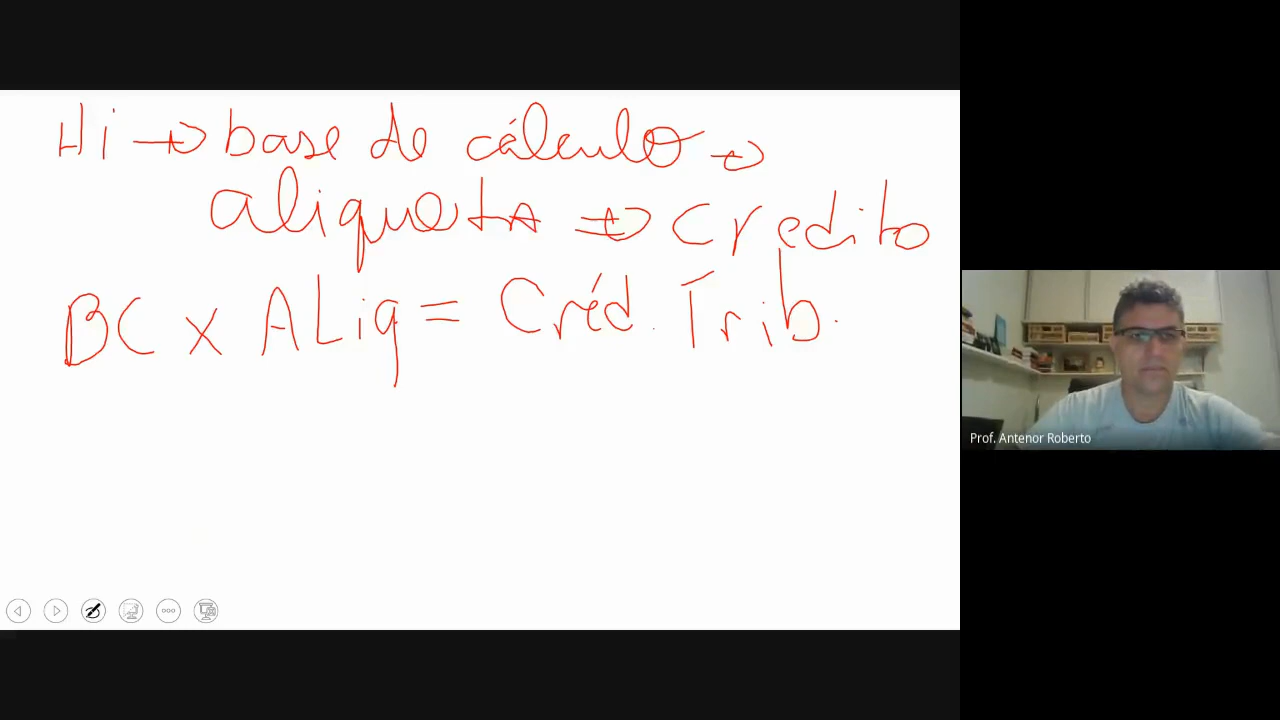 Hi → base de cálculo →
aliquota → Credito
BC x ALiq = Créd. Trib.
Prof. Antenor Roberto